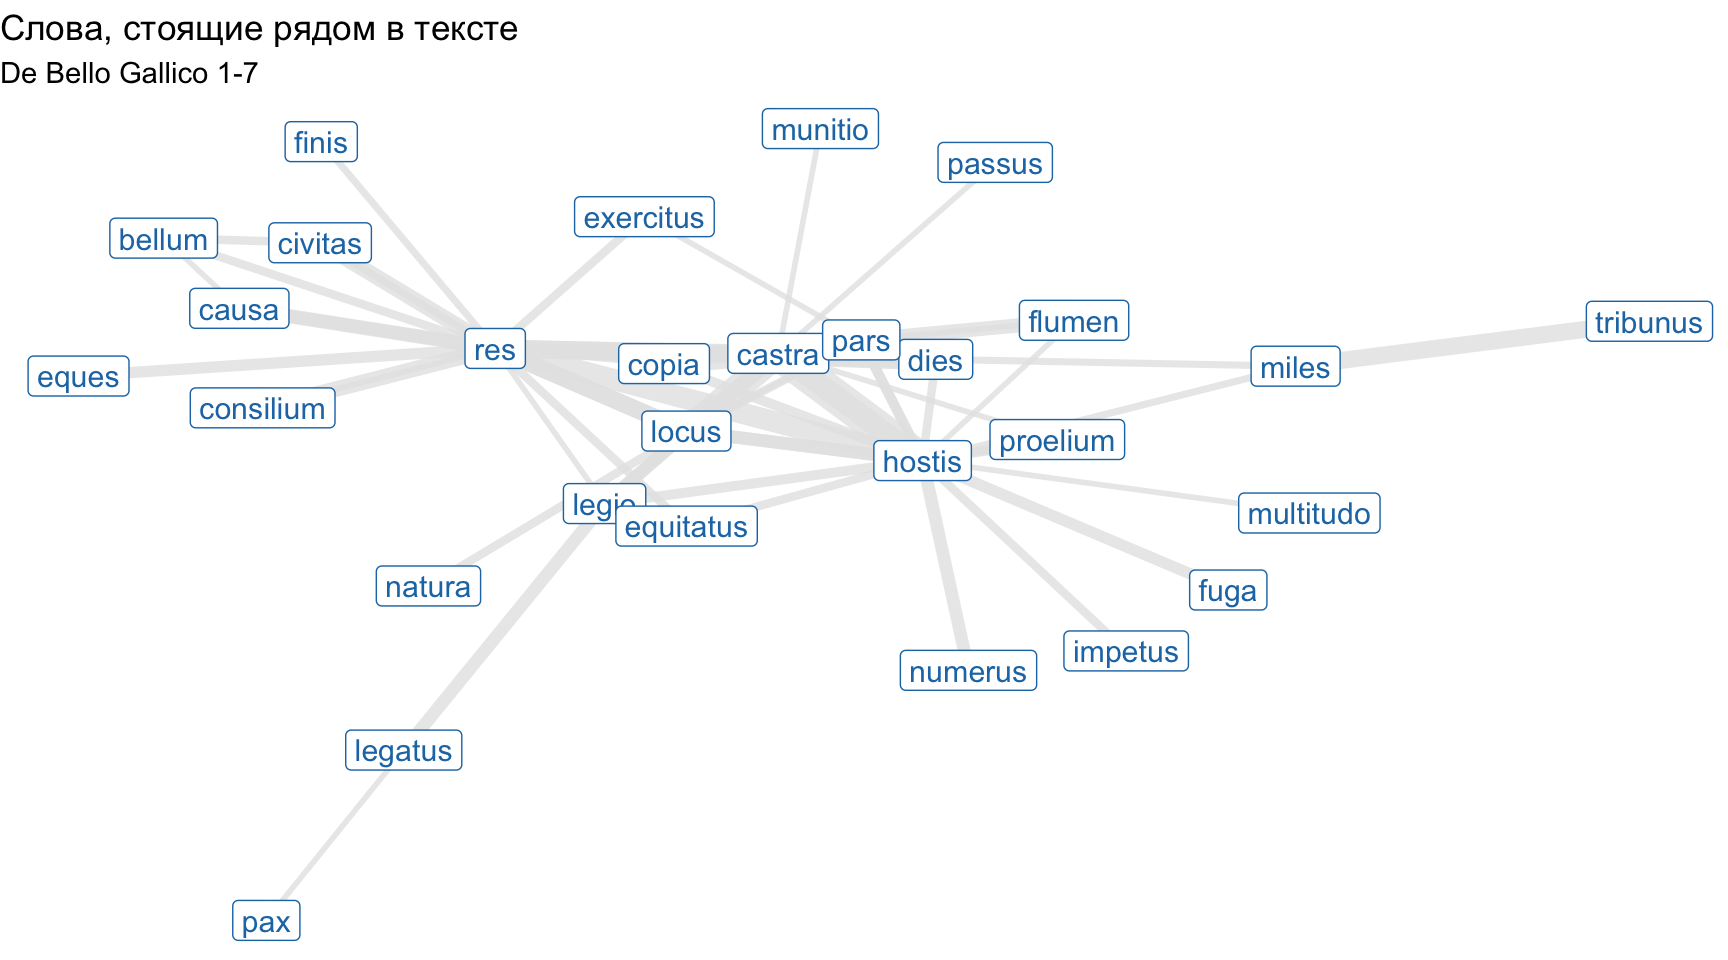 Слова, стоящие рядом в тексте
De Bello Gallico 1-7
munitio
finis
passus
exercitus
bellum
civitas
causa
flumen
tribunus
pars
res
castra
dies
copia
miles
eques
consilium
locus
proelium
hostis
legio
multitudo
equitatus
natura
fuga
impetus
numerus
legatus
pax